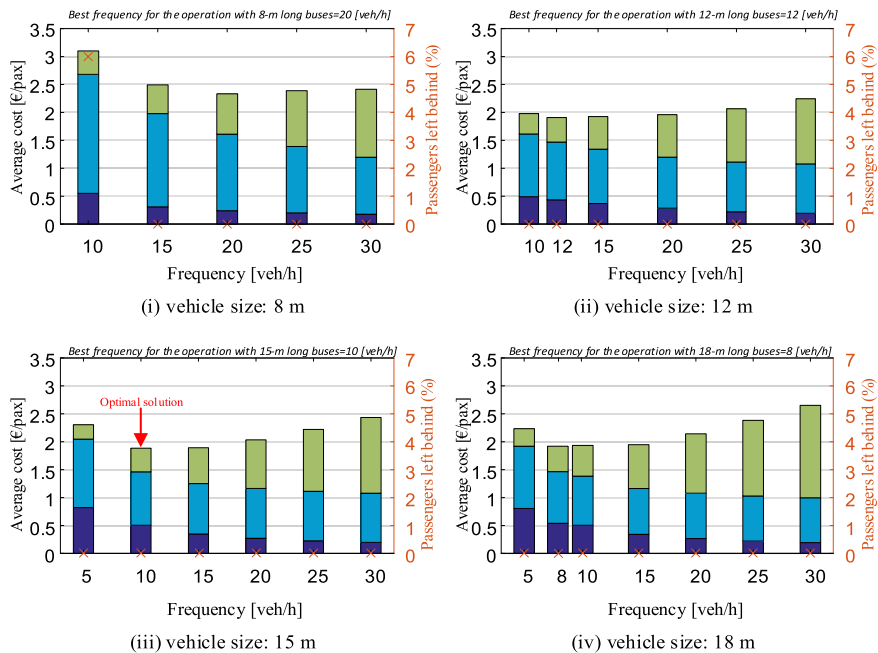 Best frequency for the operation with 8-m long buses=20 [veh/h]
3.5
3
2.5
2
1.5
1
0.5
0
Average cost [€/pax]
7
6
5
4
3
2
1
0
Passengers left behind (%)
10 15 20 25 30
Frequency [veh/h]
(i) vehicle size: 8 m
Best frequency for the operation with 12-m long buses=12 [veh/h]
3.5
3
2.5
2
1.5
1
0.5
0
Average cost [€/pax]
7
6
5
4
3
2
1
0
Passengers left behind (%)
10 12 15 20 25 30
Frequency [veh/h]
(ii) vehicle size: 12 m
Best frequency for the operation with 15-m long buses=10 [veh/h]
3.5
3
2.5
2
1.5
1
0.5
0
Average cost [€/pax]
Optimal solution
7
6
5
4
3
2
1
0
Passengers left behind (%)
5 10 15 20 25 30
Frequency [veh/h]
(iii) vehicle size: 15 m
Best frequency for the operation with 18-m long buses=8 [veh/h]
3.5
3
2.5
2
1.5
1
0.5
0
Average cost [€/pax]
7
6
5
4
3
2
1
0
Passengers left behind (%)
5 8 10 15 20 25 30
Frequency [veh/h]
(iv) vehicle size: 18 m